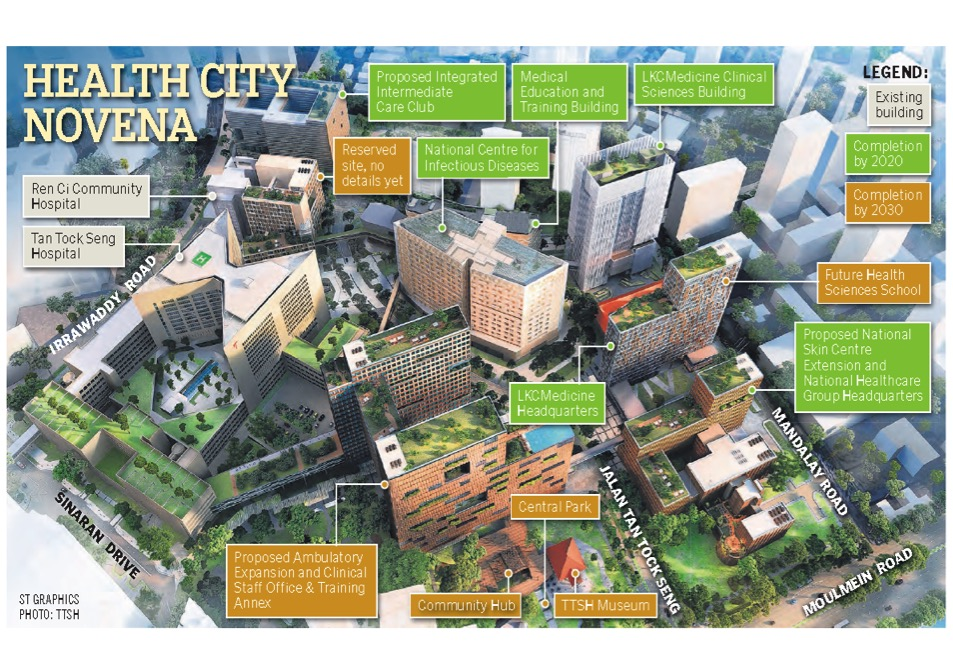 HEALTH CITY
NOVENA
Proposed Integrated
Intermediate
Care Club
Medical
Education and
Training Building
LKCMedicine Clinical
Sciences Building
LEGEND:
Existing
building
Completion
by 2020
Completion
by 2030
Reserved
site, no
details yet
National Centre for
Infectious Diseases
Ren Ci Community
Hospital
Tan Tock Seng
Hospital
H
IRRAWADDY ROAD
Future Health
Sciences School
Proposed National
Skin Centre
Extension and
National Healthcare
Group Headquarters
LKCMedicine
Headquarters
MANDALAY ROAD
SINARAN DRIVE
JALAN TAN TOCK SENG
Central Park
Proposed Ambulatory
Expansion and Clinical
Staff Office & Training
Annex
Community Hub
TTSH Museum
MOULMEIN ROAD
ST GRAPHICS
PHOTO: TTSH